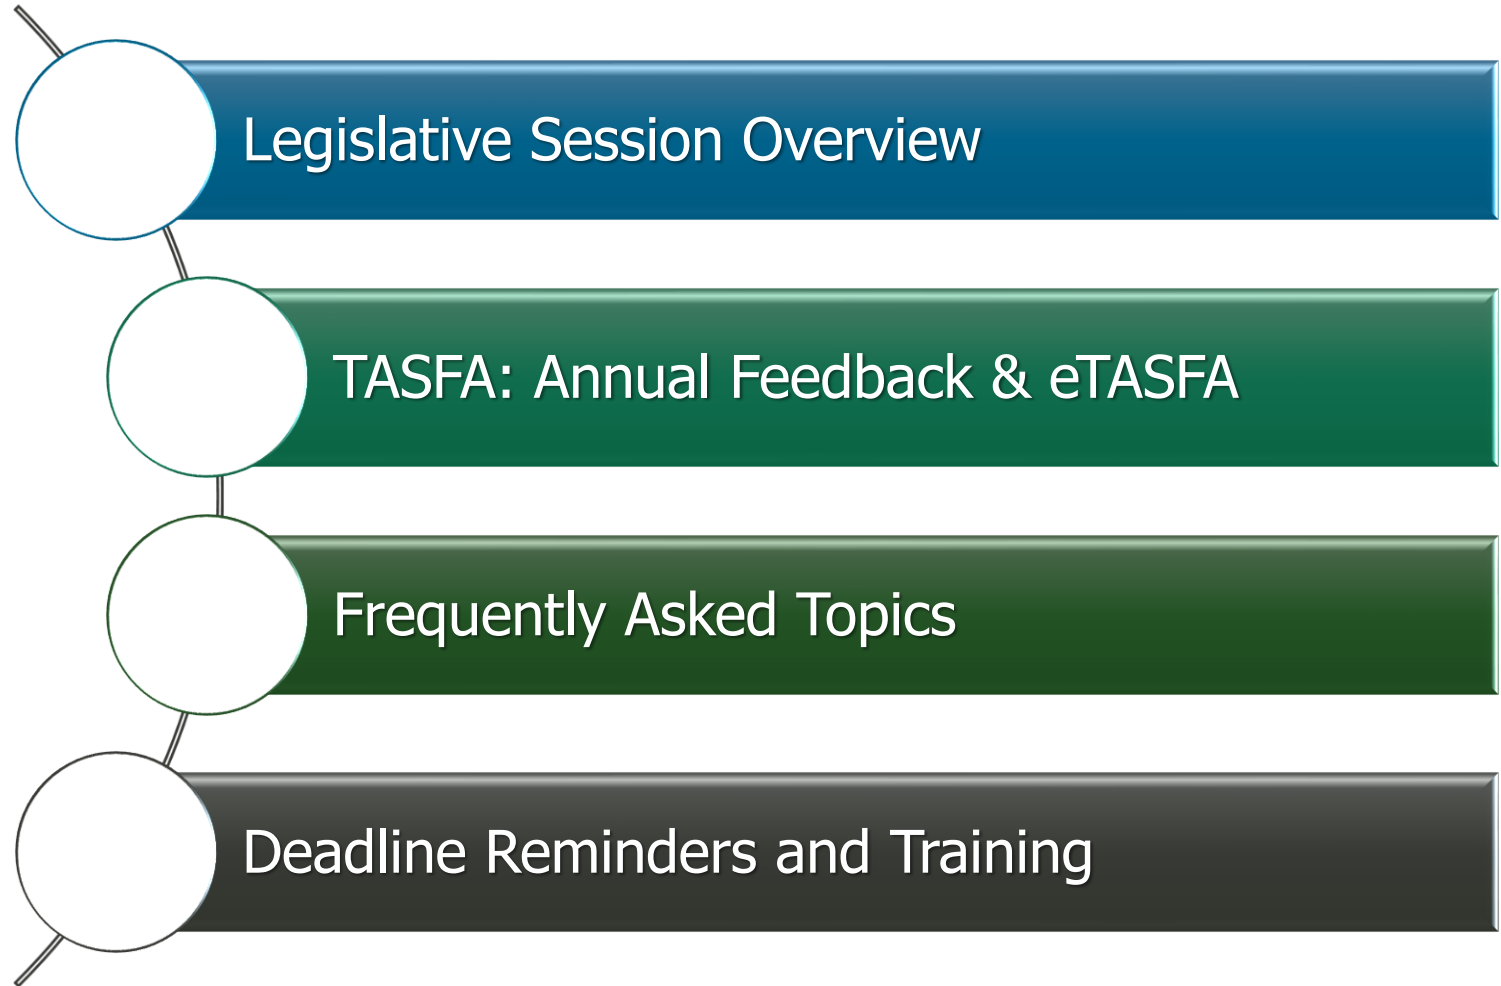 Legislative Session Overview
TASFA: Annual Feedback & eTASFA
Frequently Asked Topics
Deadline Reminders and Training